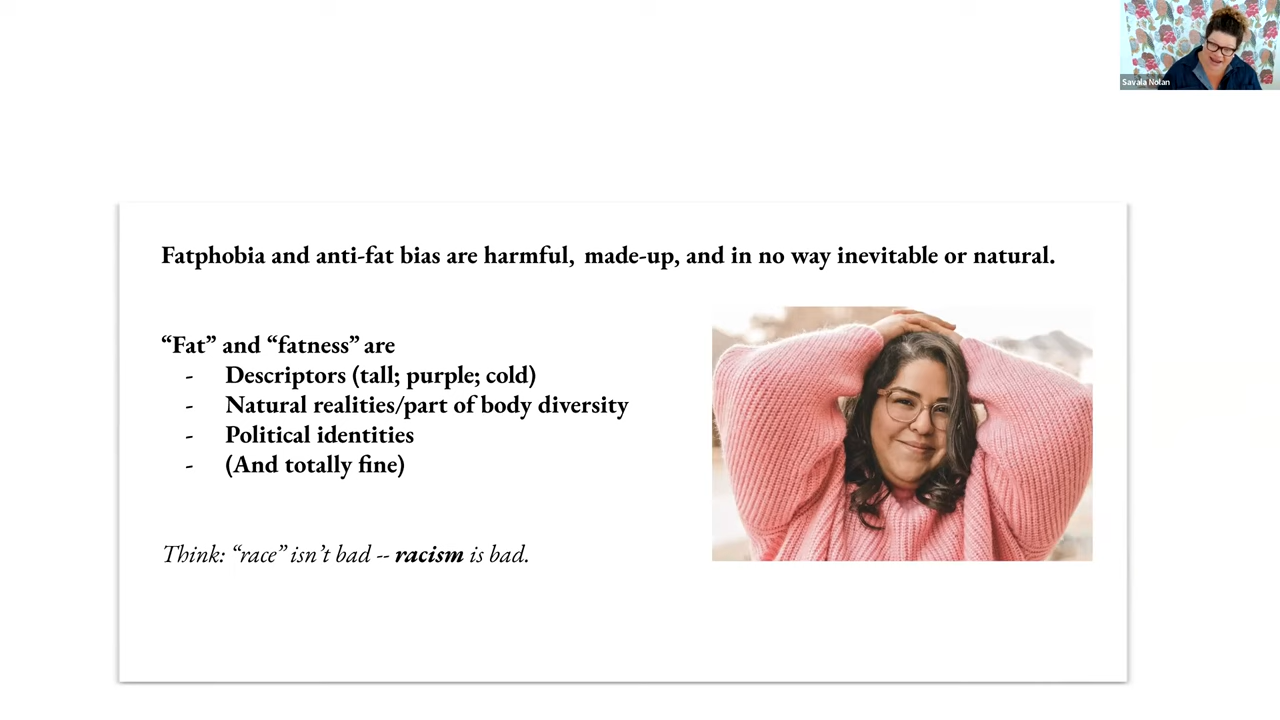 Savala Nolan
Fatphobia and anti-fat bias are harmful, made-up, and in no way inevitable or natural.
“Fat” and “fatness” are
- Descriptors (tall; purple; cold)
- Natural realities/part of body diversity
- Political identities
- (And totally fine)
Think: “race” isn’t bad -- racism is bad.